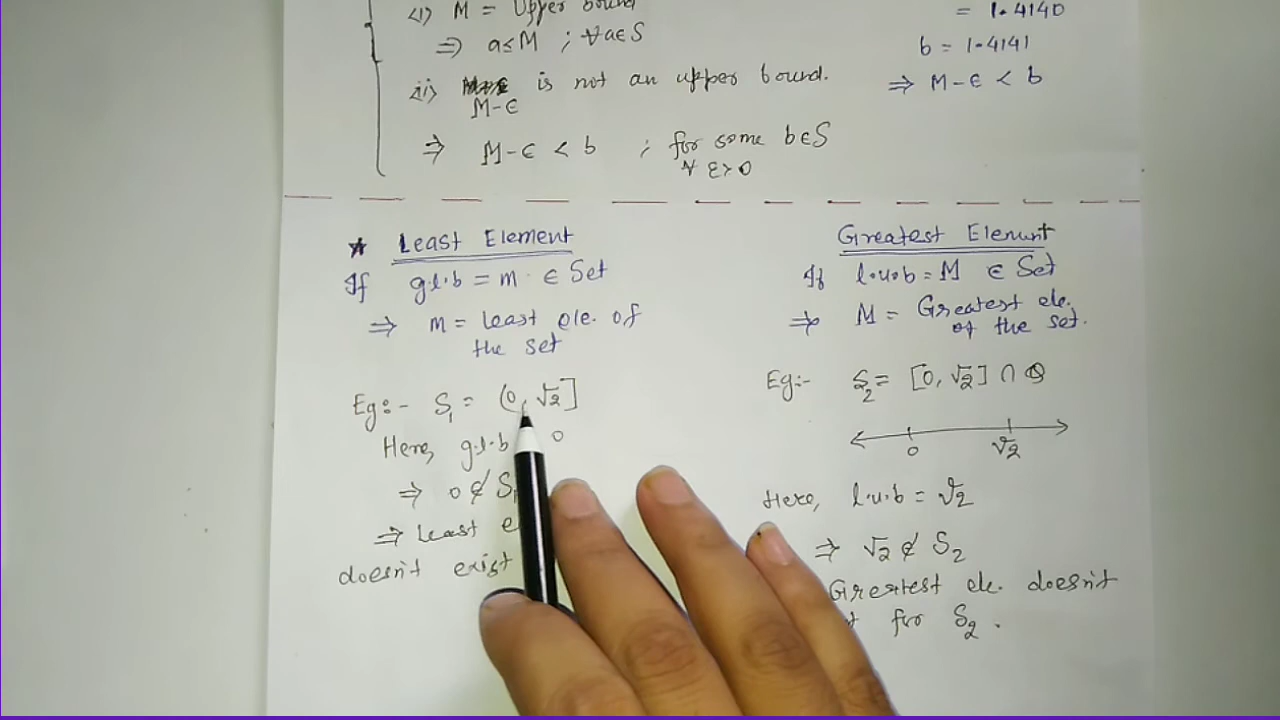 <i> M = Upper bound
⇒ a≤M ; ∀a∈S
<ii> is not an upper bound.
M-ϵ
⇒ M-ϵ < b ; for some b∈S
∀ ε>0
= 1.4140
b = 1.4141
⇒ M-ϵ < b
* Least Element
If g.l.b = m ∈ Set
⇒ m = Least ele. of
the set
Eg:- S₁ = (0, √2]
Here, g.l.b 0
⇒ 0 ∉ S₁
⇒ Least
doesn't exist
Greatest Element
If l.u.b = M ∈ Set
⇒ M = Greatest ele.
of the set.
Eg:- S₂ = [0, √2] ∩ Q
0 √2
Here, l.u.b = √2
⇒ √2 ∉ S₂
Greatest ele. doesn't
for S₂.